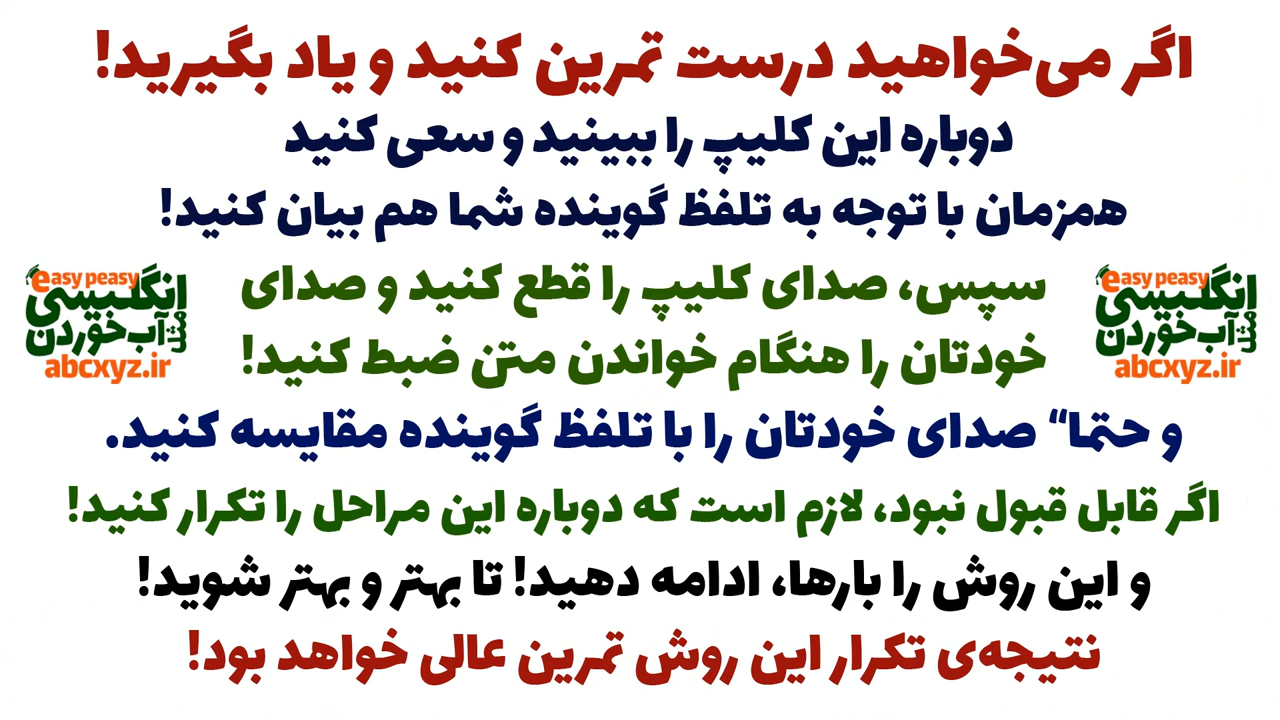 اگر می‌خواهید درست تمرین کنید و یاد بگیرید!
دوباره این کلیپ را ببینید و سعی کنید
همزمان با توجه به تلفظ گوینده شما هم بیان کنید!
سپس، صدای کلیپ را قطع کنید و صدای
خودتان را هنگام خواندن متن ضبط کنید!
easy peasy
انگلیسی
مثل آب خوردن
abcxyz.ir
easy peasy
انگلیسی
مثل آب خوردن
abcxyz.ir
و حتما“ صدای خودتان را با تلفظ گوینده مقایسه کنید.
اگر قابل قبول نبود، لازم است که دوباره این مراحل را تکرار کنید!
و این روش را بارها، ادامه دهید! تا بهتر و بهتر شوید!
نتیجه‌ی تکرار این روش تمرین عالی خواهد بود!